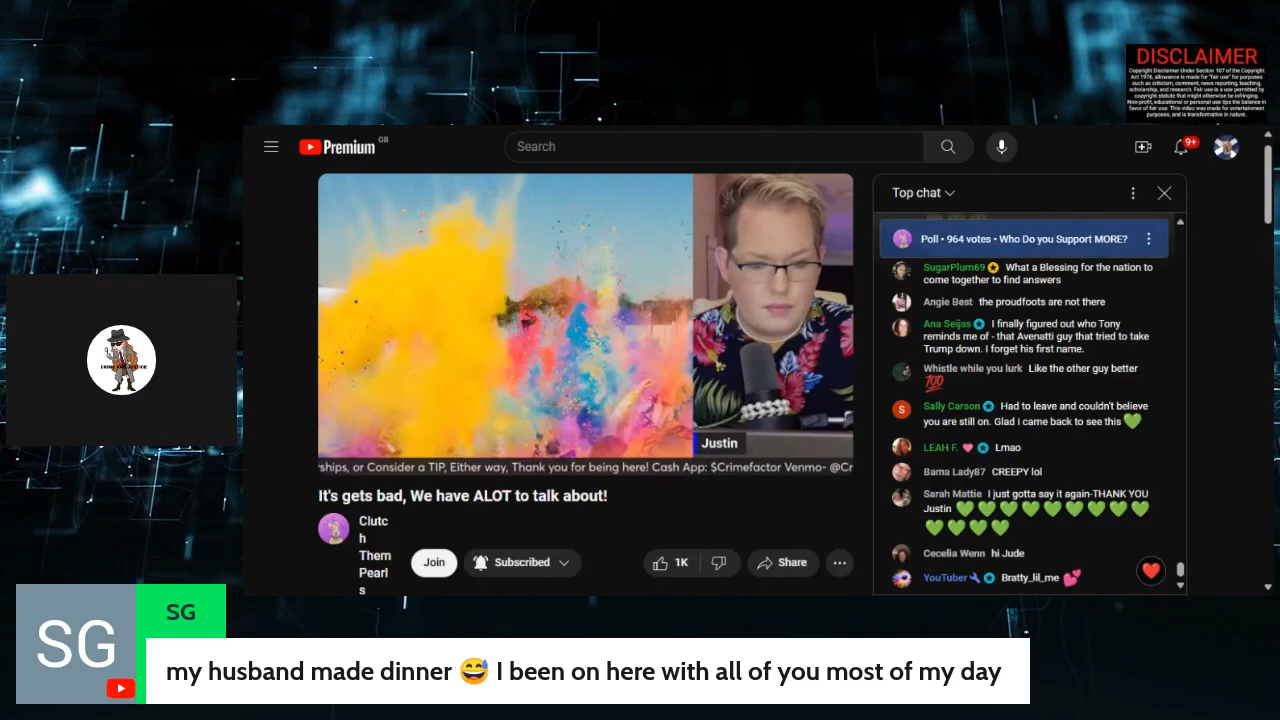 DISCLAIMER
Copyright Disclaimer Under Section 107 of the Copyright
Act 1976, allowance is made for "fair use" for purposes
such as criticism, comment, news reporting, teaching,
scholarship, and research. Fair use is a use permitted by
copyright statute that might otherwise be infringing.
Non-profit, educational or personal use tips the balance in
favor of fair use. This video was made for entertainment
purposes, and is transformative in nature.
Premium GB
Search
9+
Top chat
Poll • 964 votes • Who Do you Support MORE?
SugarPlum69 What a Blessing for the nation to
come together to find answers
Angie Best the proudfoots are not there
Ana Seijas I finally figured out who Tony
reminds me of - that Avenatti guy that tried to take
Trump down. I forget his first name.
Whistle while you lurk Like the other guy better
100
S
Sally Carson Had to leave and couldn't believe
you are still on. Glad I came back to see this
LEAH F. Lmao
Bama Lady87 CREEPY lol
Sarah Mattie I just gotta say it again-THANK YOU
Justin
Cecelia Wenn hi Jude
YouTuber Bratty_lil_me
CRIME AND JUSTICE
Justin
ships, or Consider a TIP, Either way, Thank you for being here! Cash App: $Crimefactor Venmo- @Cr
It's gets bad, We have ALOT to talk about!
Clutc
h
Them
Pearl
s
Join
Subscribed
1K
Share
SG
SG
my husband made dinner 😅 I been on here with all of you most of my day